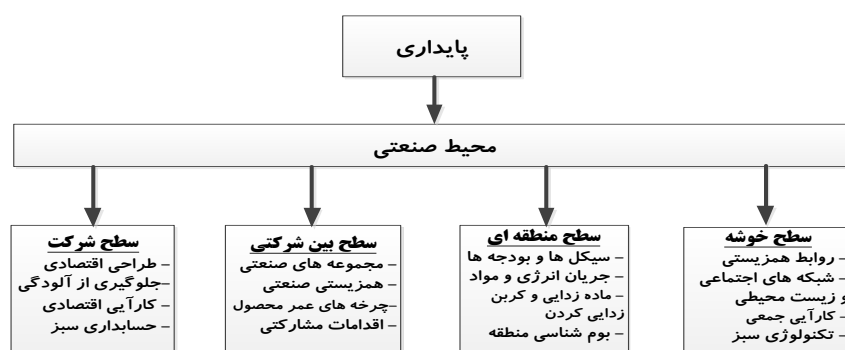 پایداری
محیط صنعتی
سطح خوشه
– روابط همزیستی
– شبکه های اجتماعی
و زیست محیطی
– کارآیی جمعی
– تکنولوژی سبز
سطح منطقه ای
– سیکل ها و بودجه ها
– جریان انرژی و مواد
– ماده زدایی و کربن
زدایی کردن
– بوم شناسی منطقه
سطح بین شرکتی
– مجموعه های صنعتی
– همزیستی صنعتی
–چرخه های عمر محصول
– اقدامات مشارکتی
سطح شرکت
– طراحی اقتصادی
–جلوگیری از آلودگی
– کارآیی اقتصادی
– حسابداری سبز